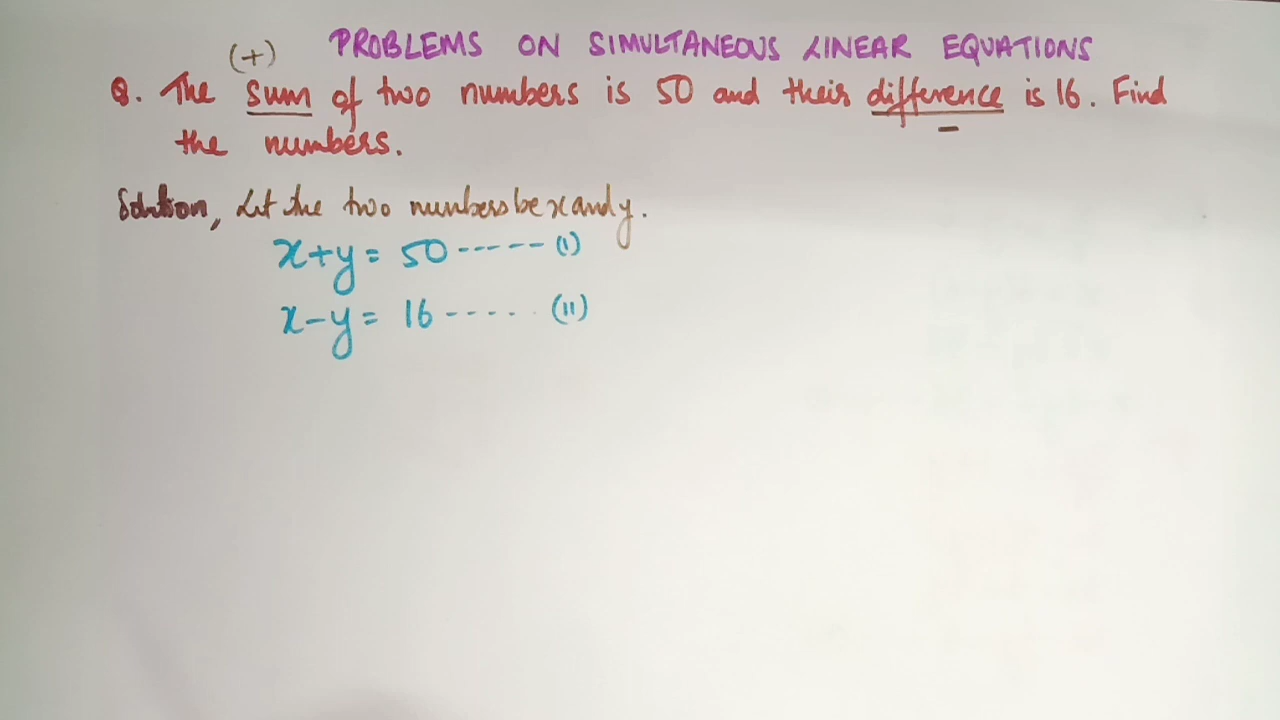 PROBLEMS ON SIMULTANEOUS LINEAR EQUATIONS
(+)
Q. The sum of two numbers is 50 and their difference is 16. Find
the numbers.
Solution, Let the two numbers be x and y.
x+y= 50 ----- (I)
x-y= 16 ----- (II)